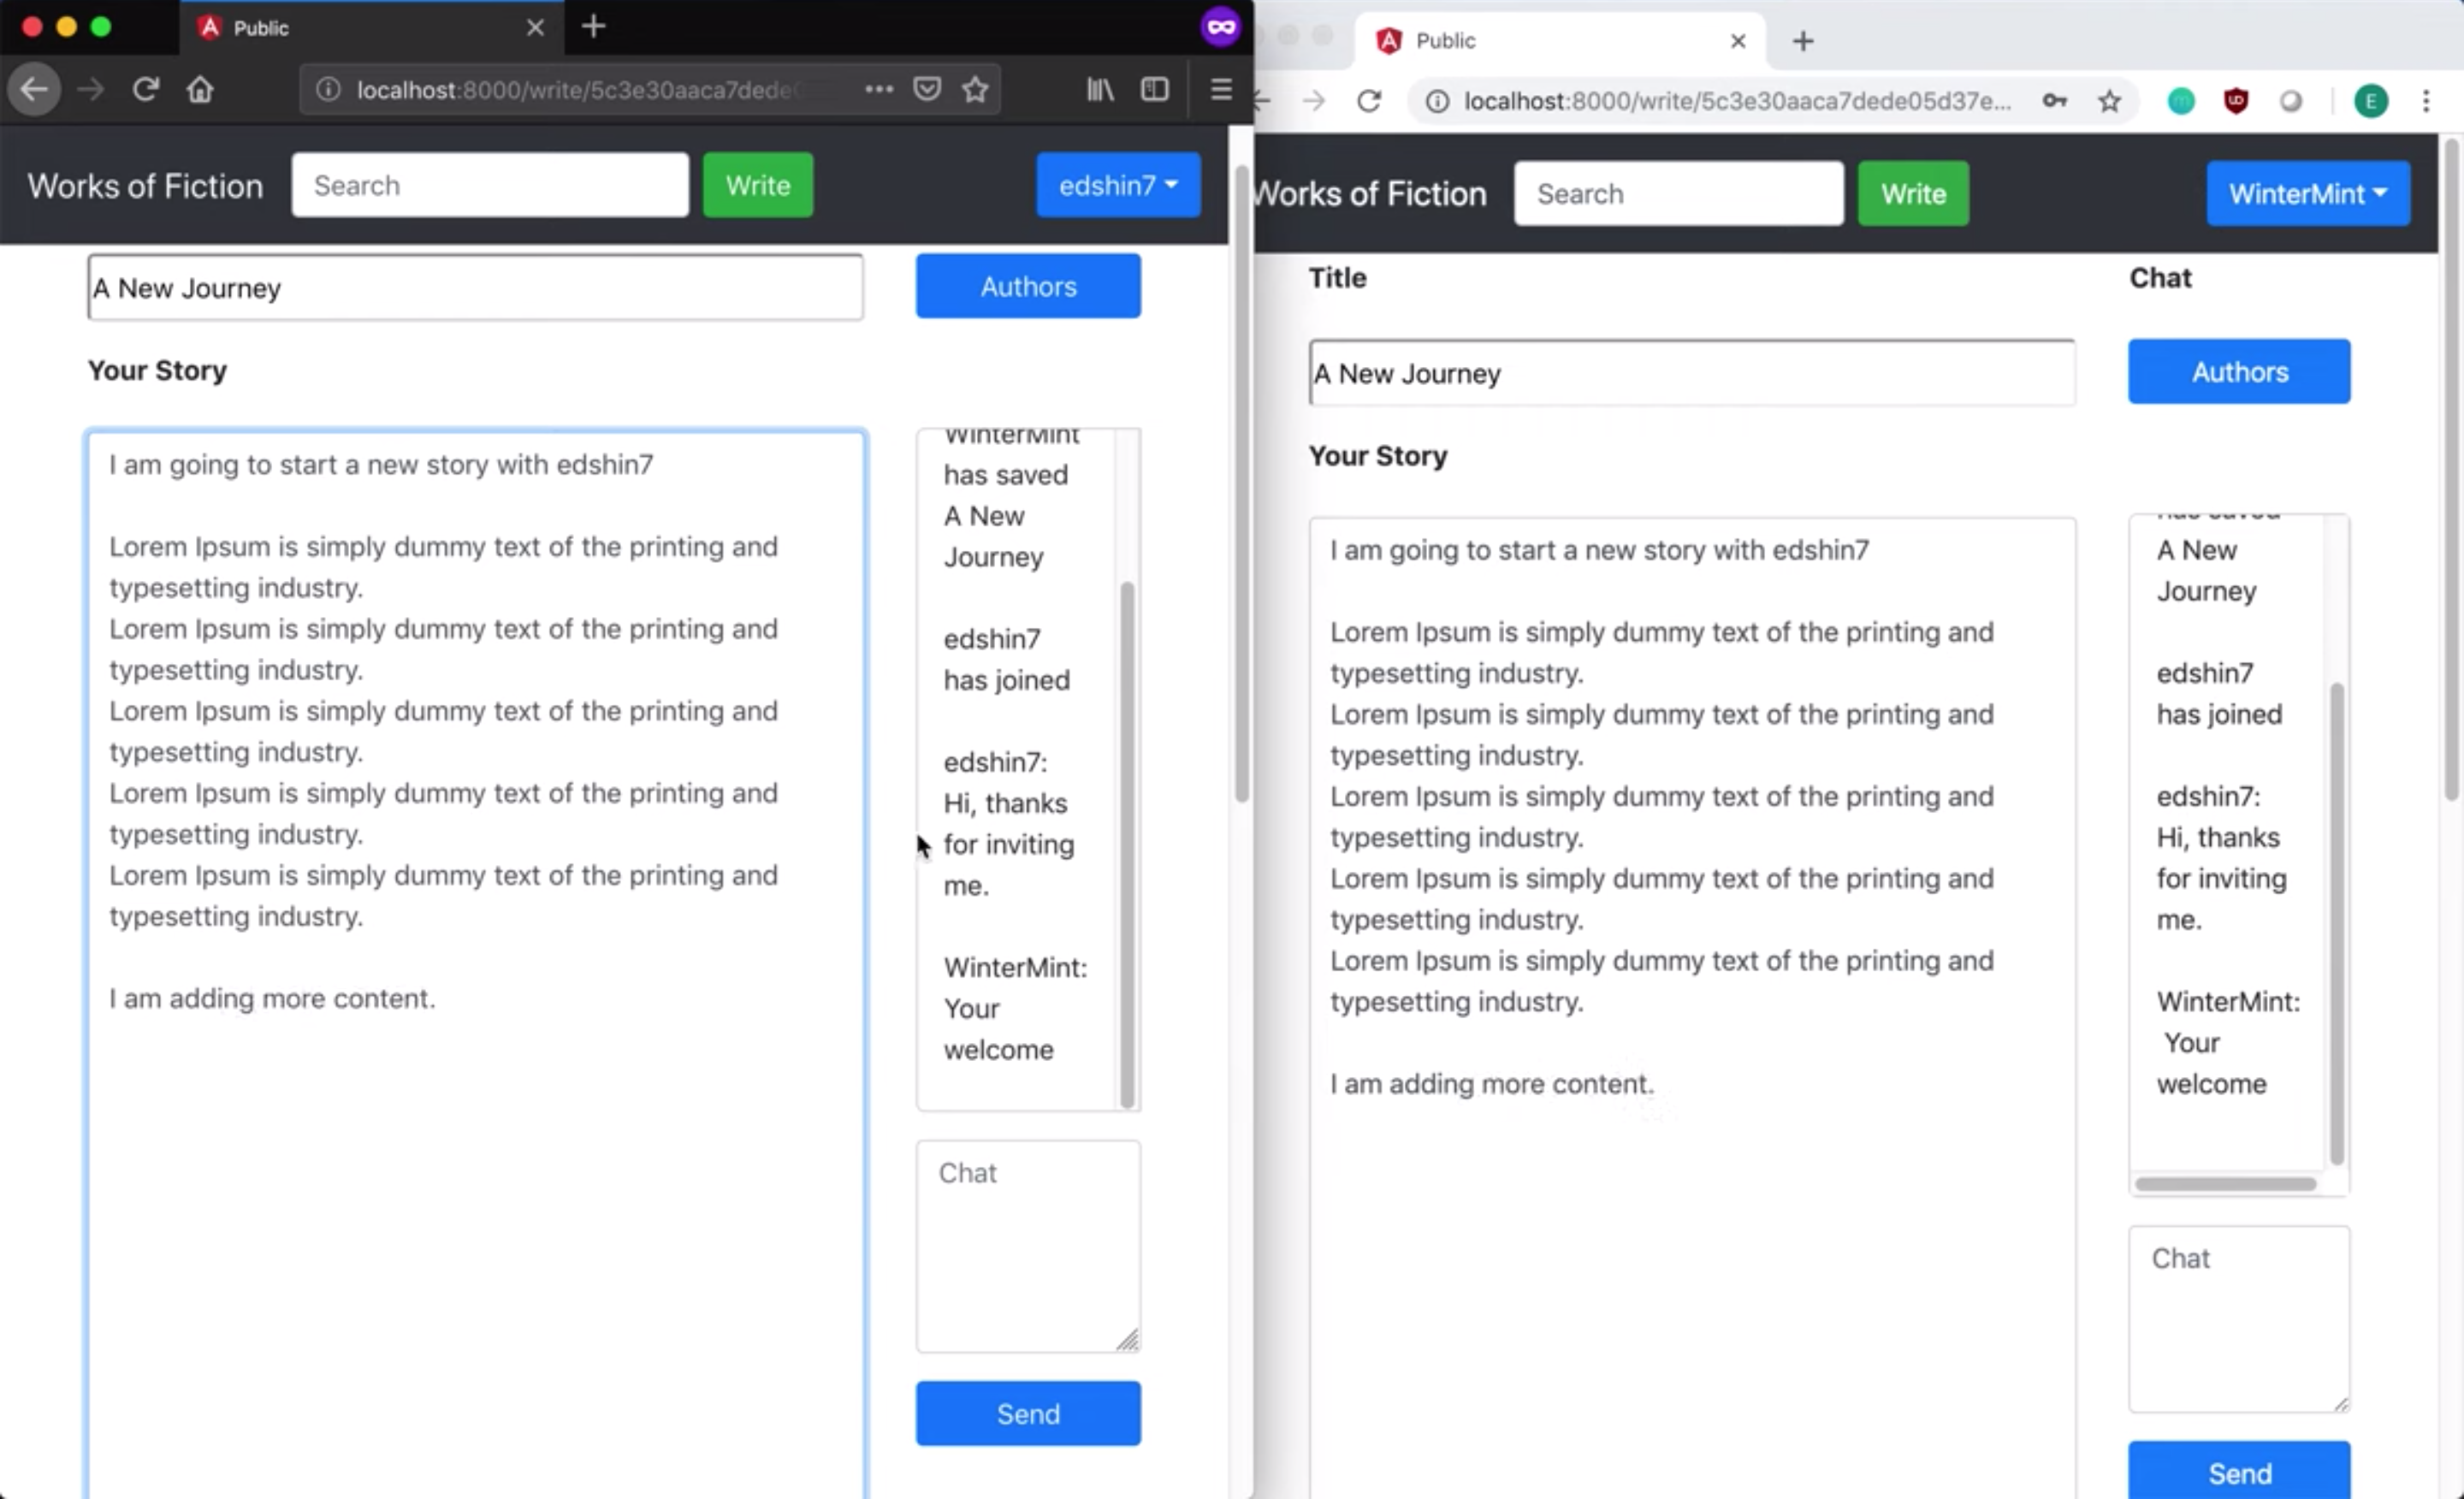 Public
localhost:8000/write/5c3e30aaca7dede
Works of Fiction
Search
Write
edshin7
A New Journey
Authors
Your Story
I am going to start a new story with edshin7
Lorem Ipsum is simply dummy text of the printing and
typesetting industry.
Lorem Ipsum is simply dummy text of the printing and
typesetting industry.
Lorem Ipsum is simply dummy text of the printing and
typesetting industry.
Lorem Ipsum is simply dummy text of the printing and
typesetting industry.
Lorem Ipsum is simply dummy text of the printing and
typesetting industry.
I am adding more content.
WinterMint
has saved
A New
Journey
edshin7
has joined
edshin7:
Hi, thanks
for inviting
me.
WinterMint:
Your
welcome
Chat
Send
Public
localhost:8000/write/5c3e30aaca7dede05d37e...
E
Works of Fiction
Search
Write
WinterMint
Title
Chat
A New Journey
Authors
Your Story
I am going to start a new story with edshin7
Lorem Ipsum is simply dummy text of the printing and
typesetting industry.
Lorem Ipsum is simply dummy text of the printing and
typesetting industry.
Lorem Ipsum is simply dummy text of the printing and
typesetting industry.
Lorem Ipsum is simply dummy text of the printing and
typesetting industry.
Lorem Ipsum is simply dummy text of the printing and
typesetting industry.
I am adding more content.
has saved
A New
Journey
edshin7
has joined
edshin7:
Hi, thanks
for inviting
me.
WinterMint:
Your
welcome
Chat
Send